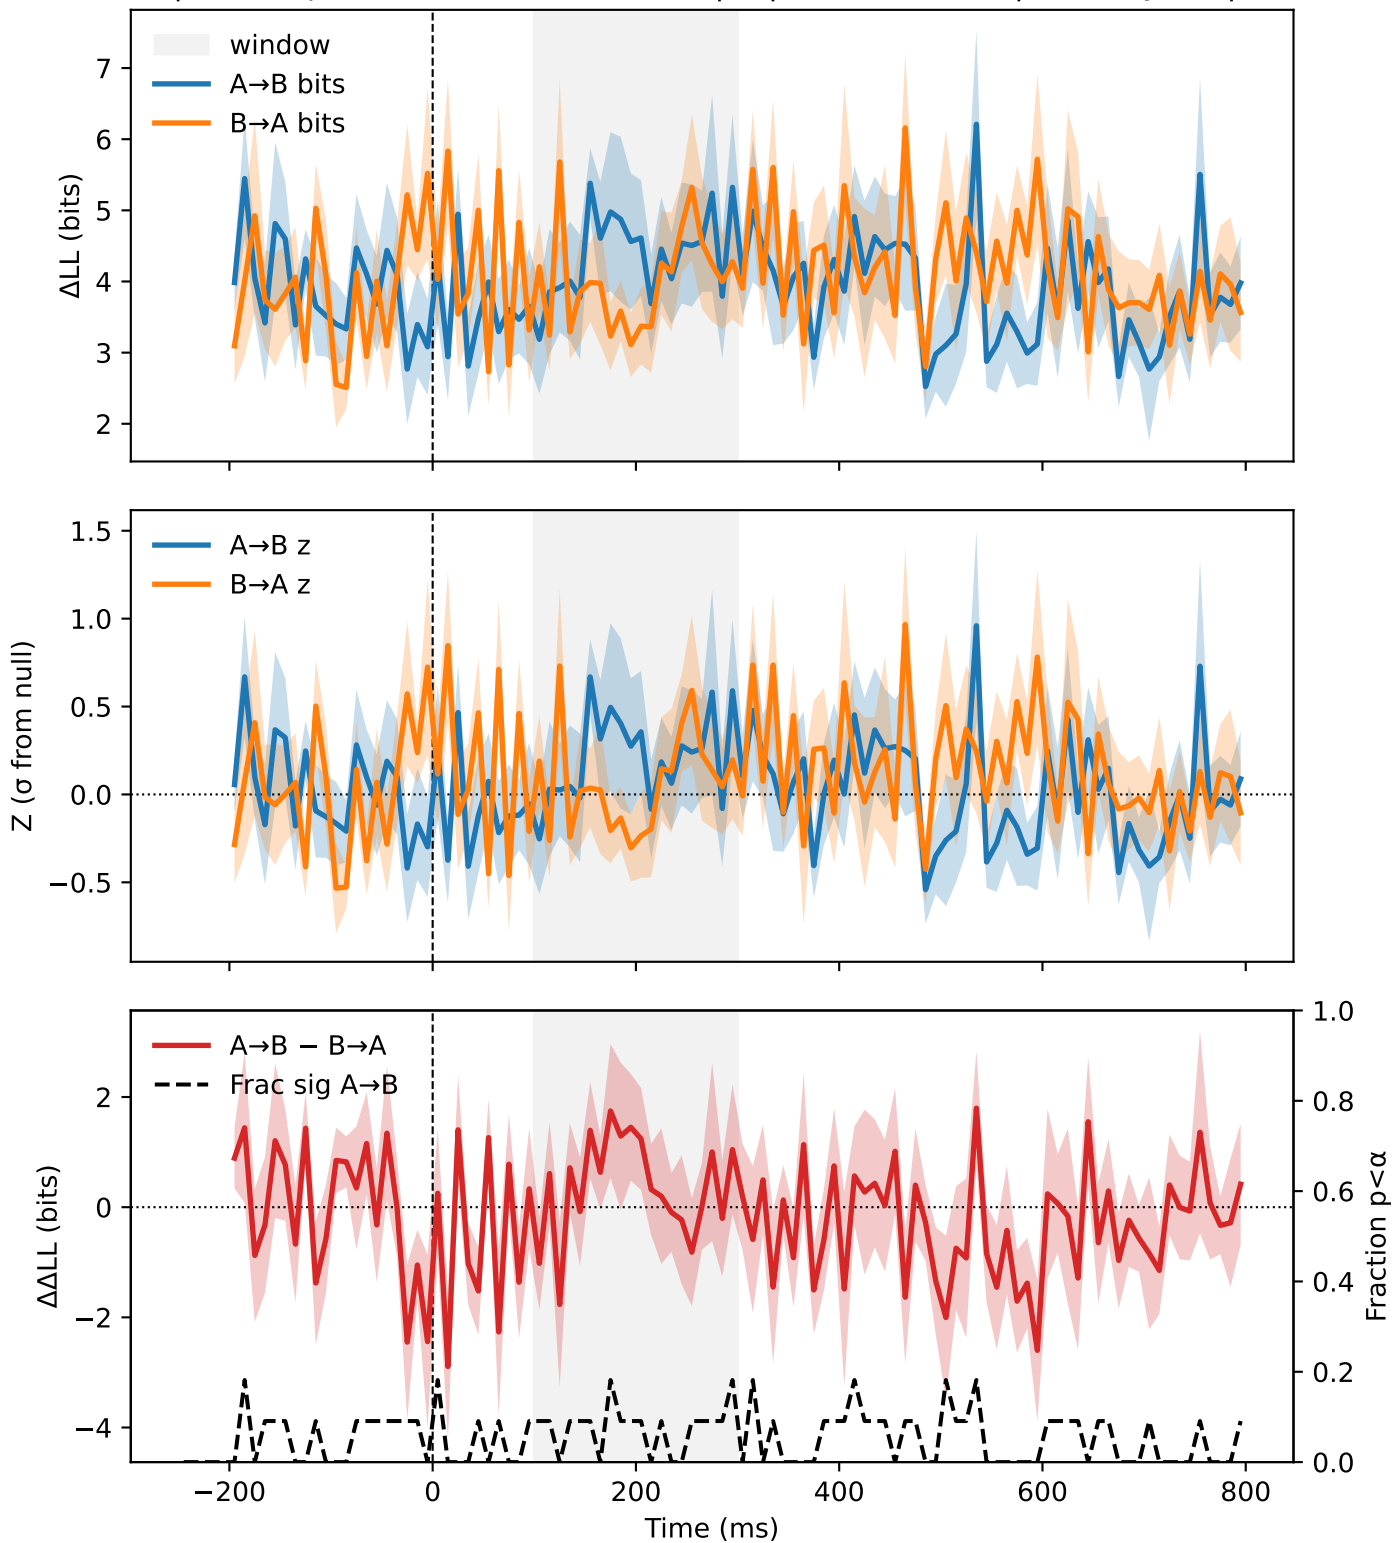 window
A→B bits
B→A bits
7
6
5
4
3
2
ΔLL (bits)
A→B z
B→A z
1.5
1.0
0.5
0.0
−0.5
Z (σ from null)
A→B − B→A
Frac sig A→B
2
0
−2
−4
ΔΔLL (bits)
1.0
0.8
0.6
0.4
0.2
0.0
Fraction p<α
−200 0 200 400 600 800
Time (ms)